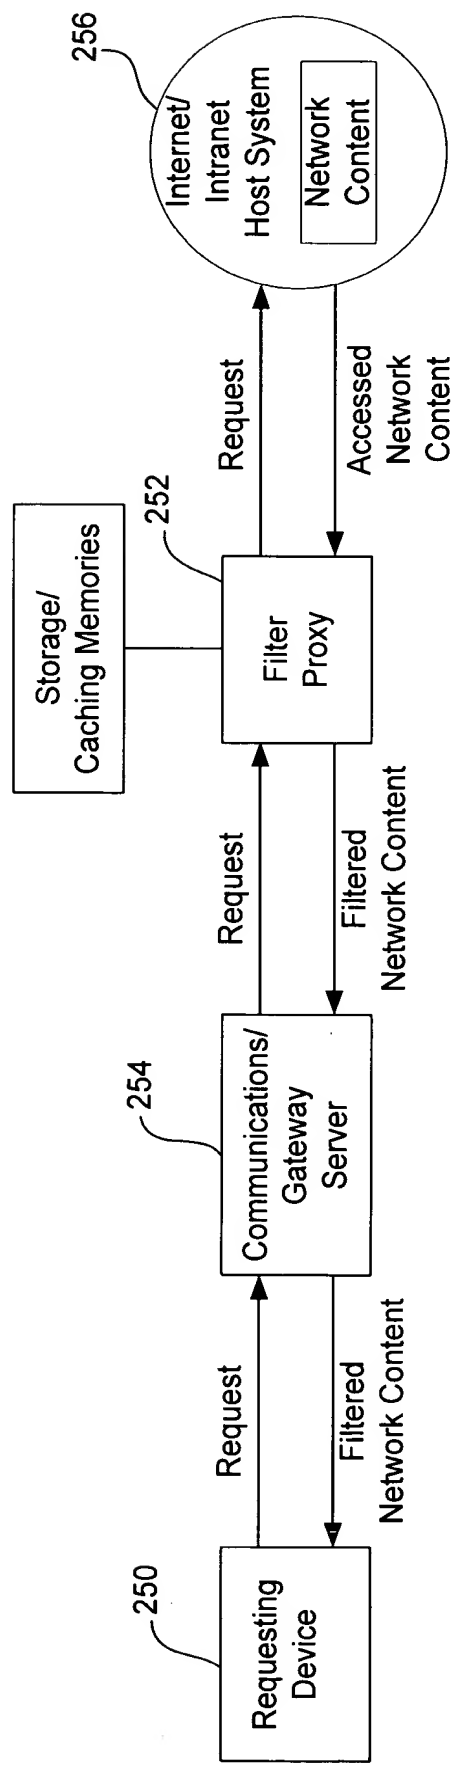 256
Internet/
Intranet
Host System
Network
Content
Request
Accessed
Network
Content
Storage/
Caching Memories
252
Filter
Proxy
Request
Filtered
Network Content
254
Communications/
Gateway
Server
Request
Filtered
Network Content
250
Requesting
Device